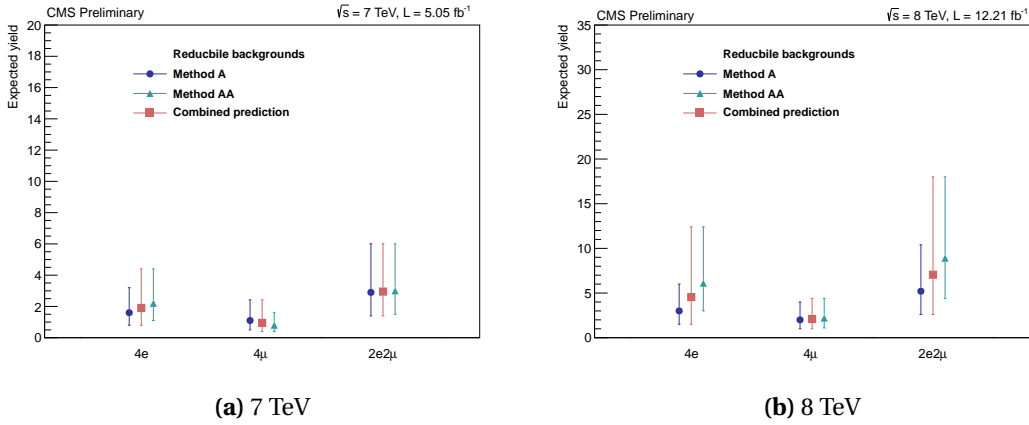 CMS Preliminary
√s = 7 TeV, L = 5.05 fb⁻¹
Expected yield
20
18
16
14
12
10
8
6
4
2
0
Reducbile backgrounds
Method A
Method AA
Combined prediction
4e
4μ
2e2μ
(a) 7 TeV
CMS Preliminary
√s = 8 TeV, L = 12.21 fb⁻¹
Expected yield
35
30
25
20
15
10
5
0
Reducbile backgrounds
Method A
Method AA
Combined prediction
4e
4μ
2e2μ
(b) 8 TeV